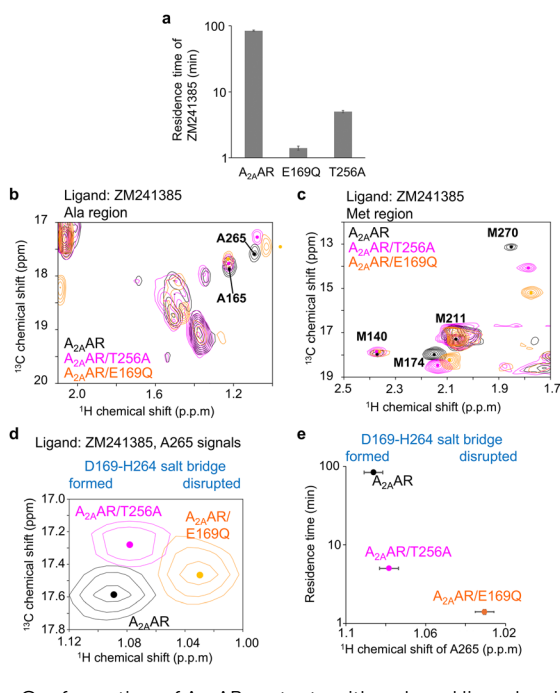 a
Residence time of
ZM241385 (min)
100
10
1
A2AAR E169Q T256A
b
Ligand: ZM241385
Ala region
13C chemical shift (ppm)
17
18
19
20
A265
A165
A2AAR
A2AAR/T256A
A2AAR/E169Q
2.0 1.6 1.2
1H chemical shift (p.p.m)
c
Ligand: ZM241385
Met region
13C chemical shift (ppm)
13
15
17
19
A2AAR
A2AAR/T256A
A2AAR/E169Q
M270
M211
M140
M174
2.5 2.3 2.1 1.9 1.7
1H chemical shift (p.p.m)
d
Ligand: ZM241385, A265 signals
D169-H264 salt bridge
formed disrupted
13C chemical shift (ppm)
17.0
17.2
17.4
17.6
17.8
A2AAR/T256A
A2AAR/
E169Q
A2AAR
1.12 1.08 1.04 1.00
1H chemical shift (p.p.m)
e
D169-H264 salt bridge
formed disrupted
Residence time (min)
100
10
1
A2AAR
A2AAR/T256A
A2AAR/E169Q
1.1 1.06 1.02
1H chemical shift of A265 (p.p.m)